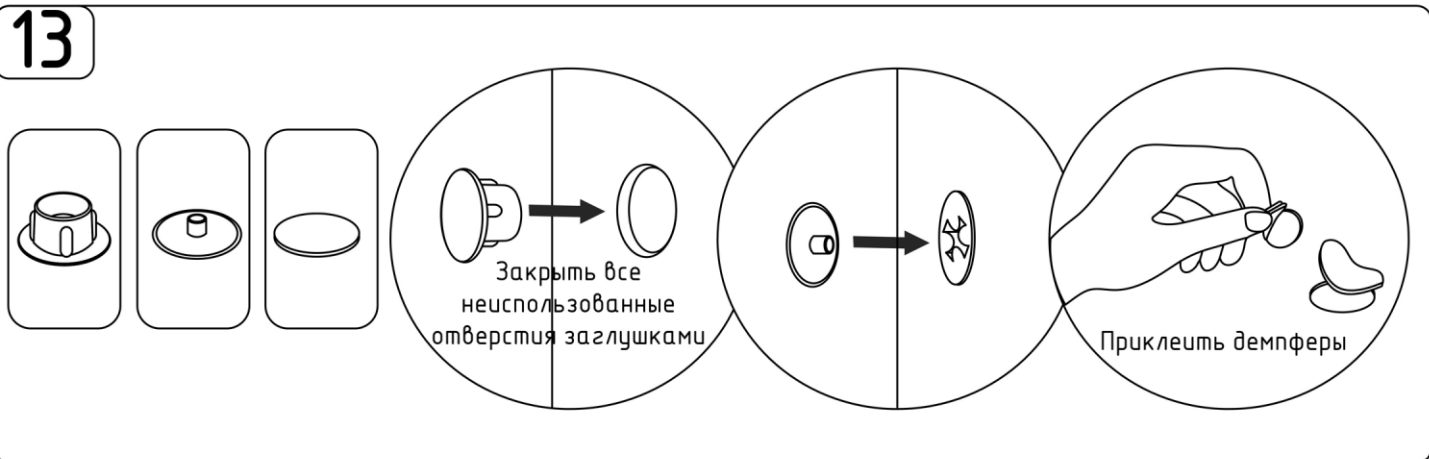 13
Закрыть все
неиспользованные
отверстия заглушками
Приклеить демпферы